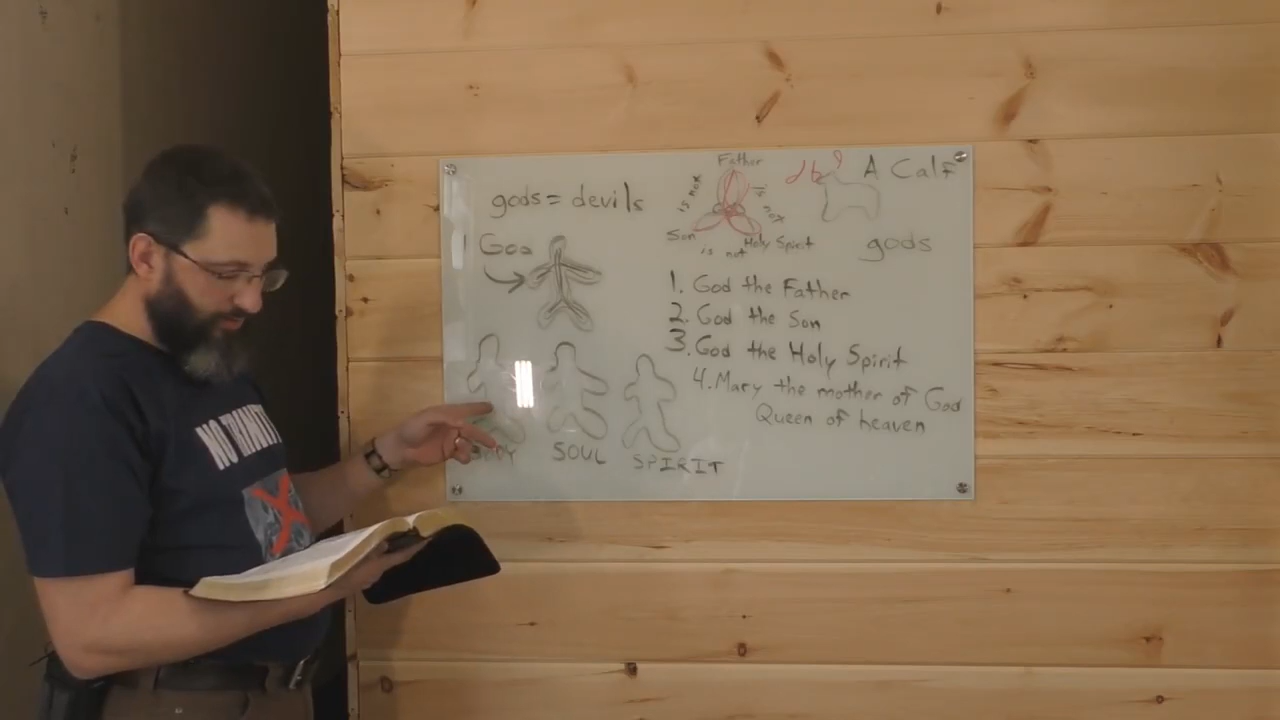 gods = devils
God
BODY
SOUL
SPIRIT
Father
is not
is not
Son
is not
Holy Spirit
A Calf
gods
1. God the Father
2. God the Son
3. God the Holy Spirit
4. Mary the mother of God
Queen of heaven
NO